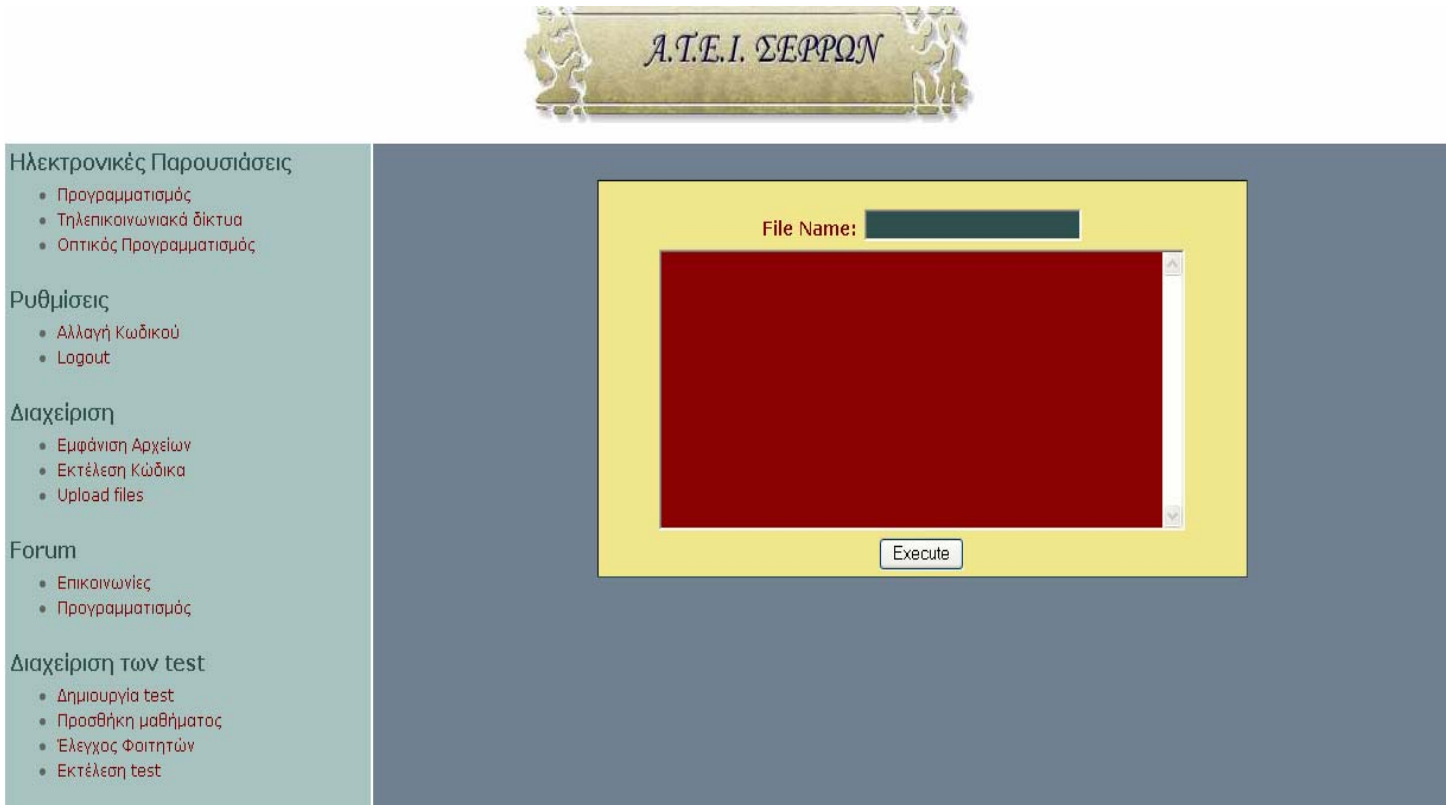 Α.Τ.Ε.Ι. ΣΕΡΡΩΝ
Ηλεκτρονικές Παρουσιάσεις
Προγραμματισμός
Τηλεπικοινωνιακά δίκτυα
Οπτικός Προγραμματισμός
Ρυθμίσεις
Αλλαγή Κωδικού
Logout
Διαχείριση
Εμφάνιση Αρχείων
Εκτέλεση Κώδικα
Upload files
Forum
Επικοινωνίες
Προγραμματισμός
Διαχείριση των test
Δημιουργία test
Προσθήκη μαθήματος
Έλεγχος Φοιτητών
Εκτέλεση test
File Name:
Execute